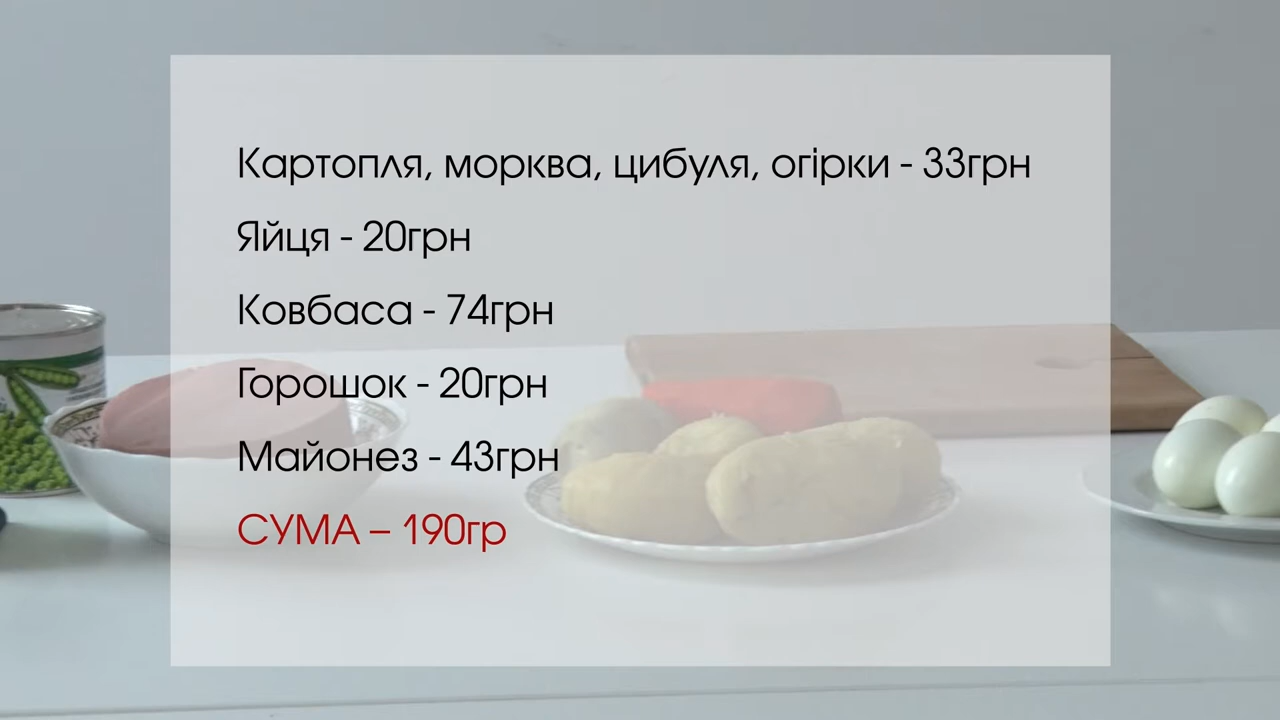 Картопля, морква, цибуля, огірки - 33грн
Яйця - 20грн
Ковбаса - 74грн
Горошок - 20грн
Майонез - 43грн
СУМА – 190гр